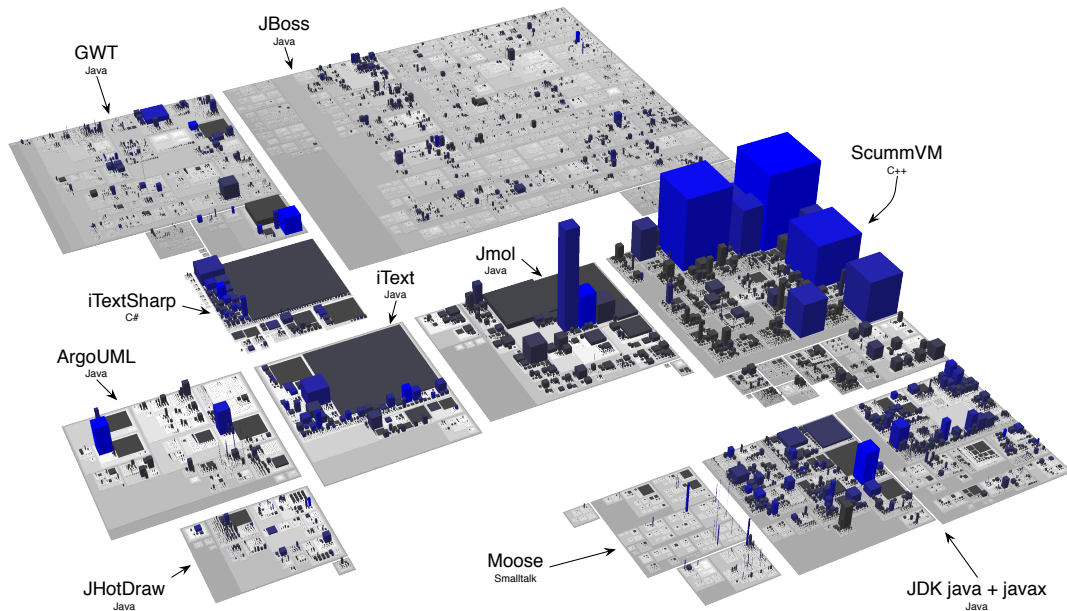 JBoss
Java
GWT
Java
ScummVM
C++
Jmol
Java
iText
Java
iTextSharp
C#
ArgoUML
Java
Moose
Smalltalk
JHotDraw
Java
JDK java + javax
Java